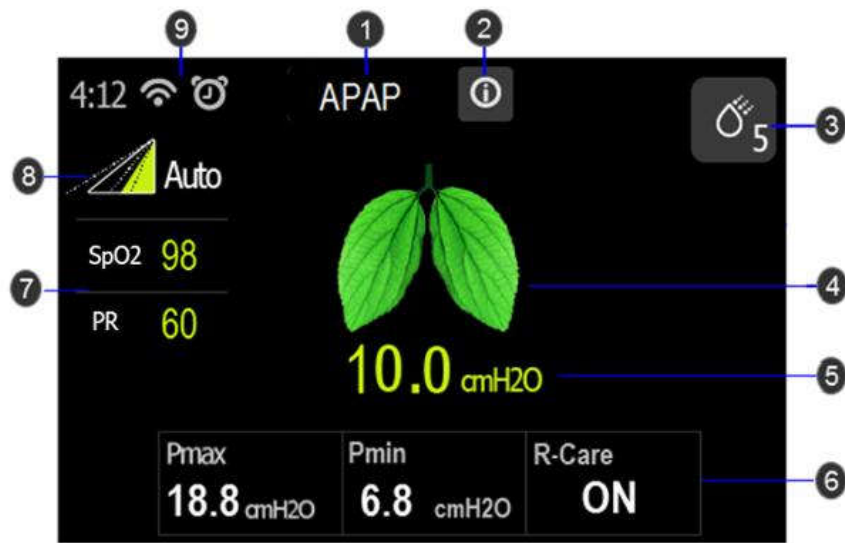 9 1 2
4:12 APAP
5 3
8 Auto
SpO2 98
7 4
PR 60
10.0 cmH2O 5
Pmax Pmin R-Care
18.8 cmH2O 6.8 cmH2O ON 6